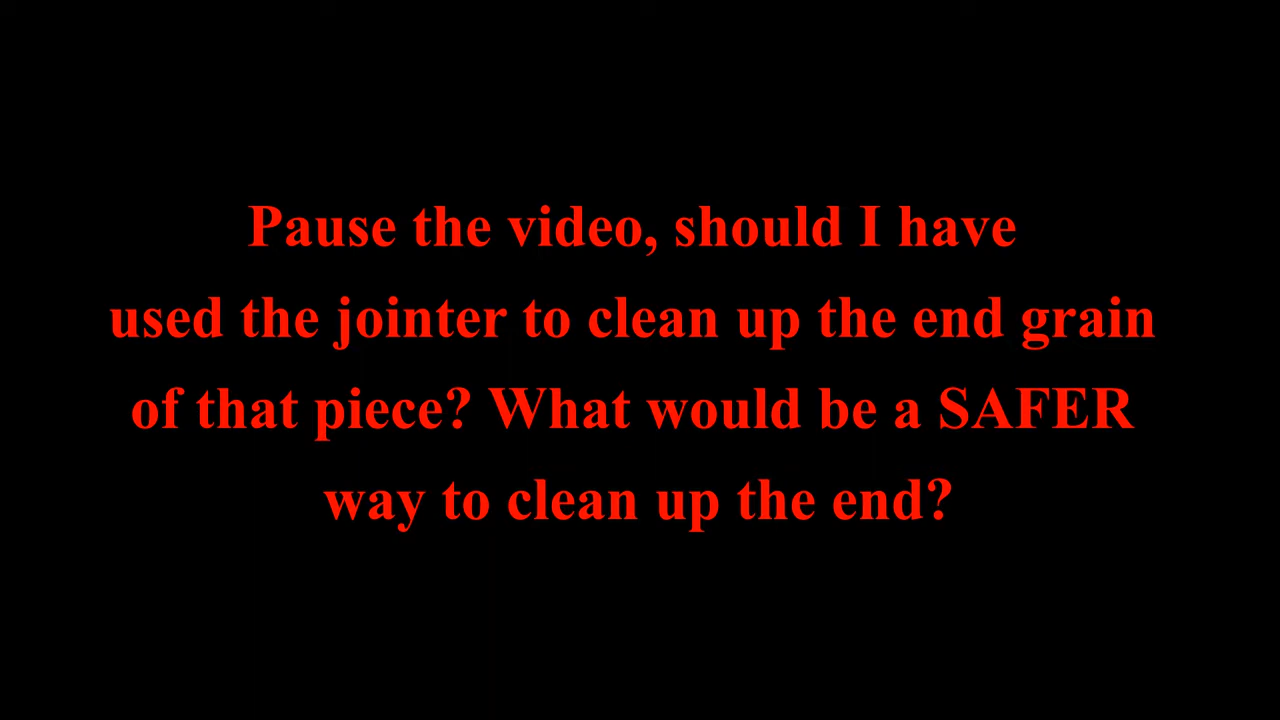 Pause the video, should I have
used the jointer to clean up the end grain
of that piece? What would be a SAFER
way to clean up the end?